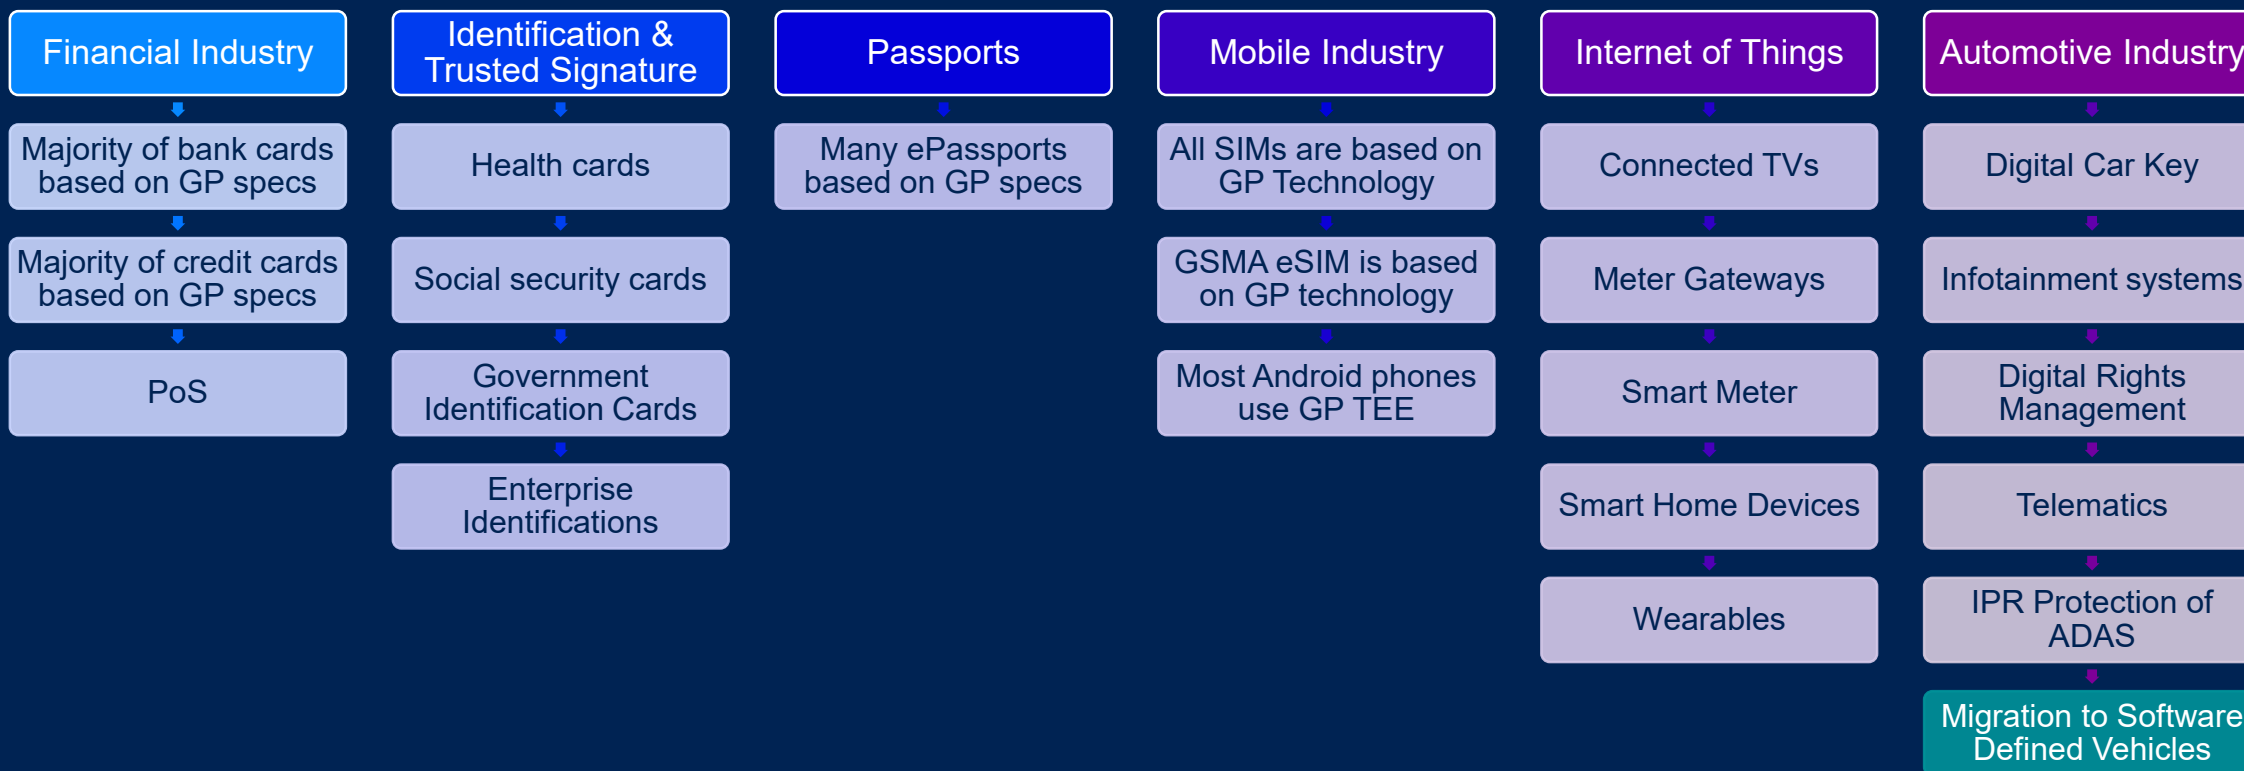 Financial Industry
Majority of bank cards
based on GP specs
Majority of credit cards
based on GP specs
PoS
Identification &
Trusted Signature
Health cards
Social security cards
Government
Identification Cards
Enterprise
Identifications
Passports
Many ePassports
based on GP specs
Mobile Industry
All SIMs are based on
GP Technology
GSMA eSIM is based
on GP technology
Most Android phones
use GP TEE
Internet of Things
Connected TVs
Meter Gateways
Smart Meter
Smart Home Devices
Wearables
Automotive Industry
Digital Car Key
Infotainment systems
Digital Rights
Management
Telematics
IPR Protection of
ADAS
Migration to Software
Defined Vehicles